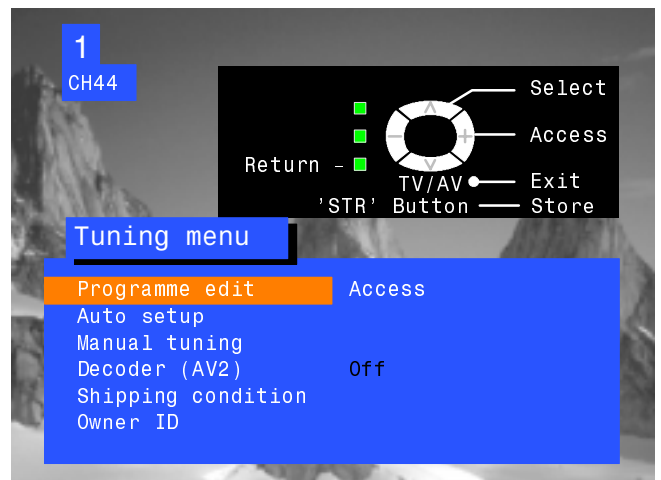 1
CH44
Select
Access
Return –
TV/AV Exit
'STR' Button Store
Tuning menu
Programme edit Access
Auto setup
Manual tuning
Decoder (AV2) Off
Shipping condition
Owner ID